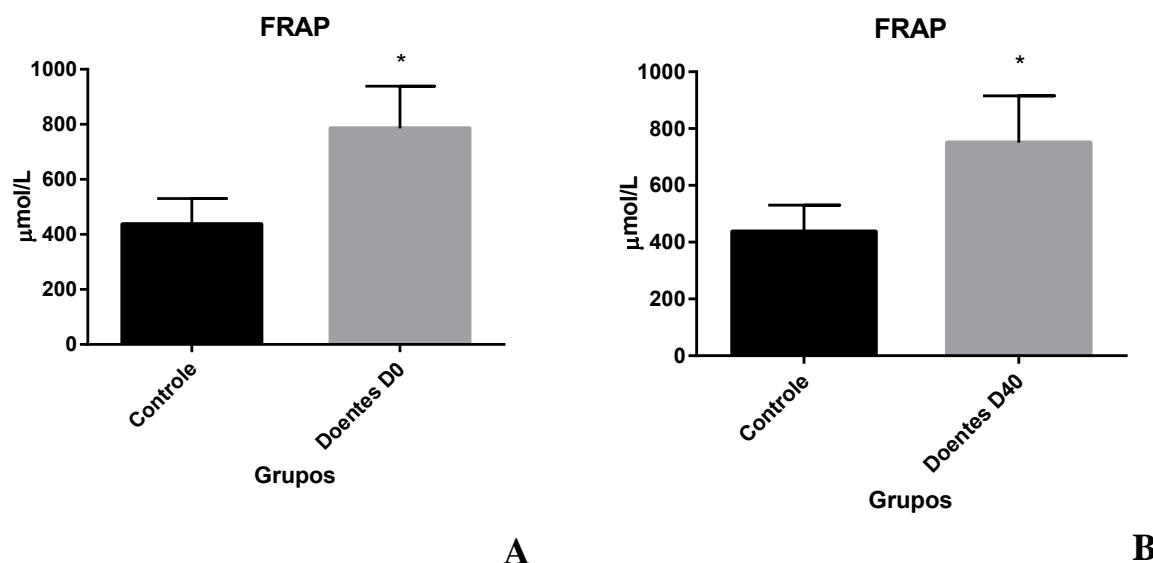 FRAP
*
1000
800
600
400
200
0
μmol/L
Controle
Doentes D0
Grupos
A
FRAP
*
1000
800
600
400
200
0
μmol/L
Controle
Doentes D40
Grupos
B